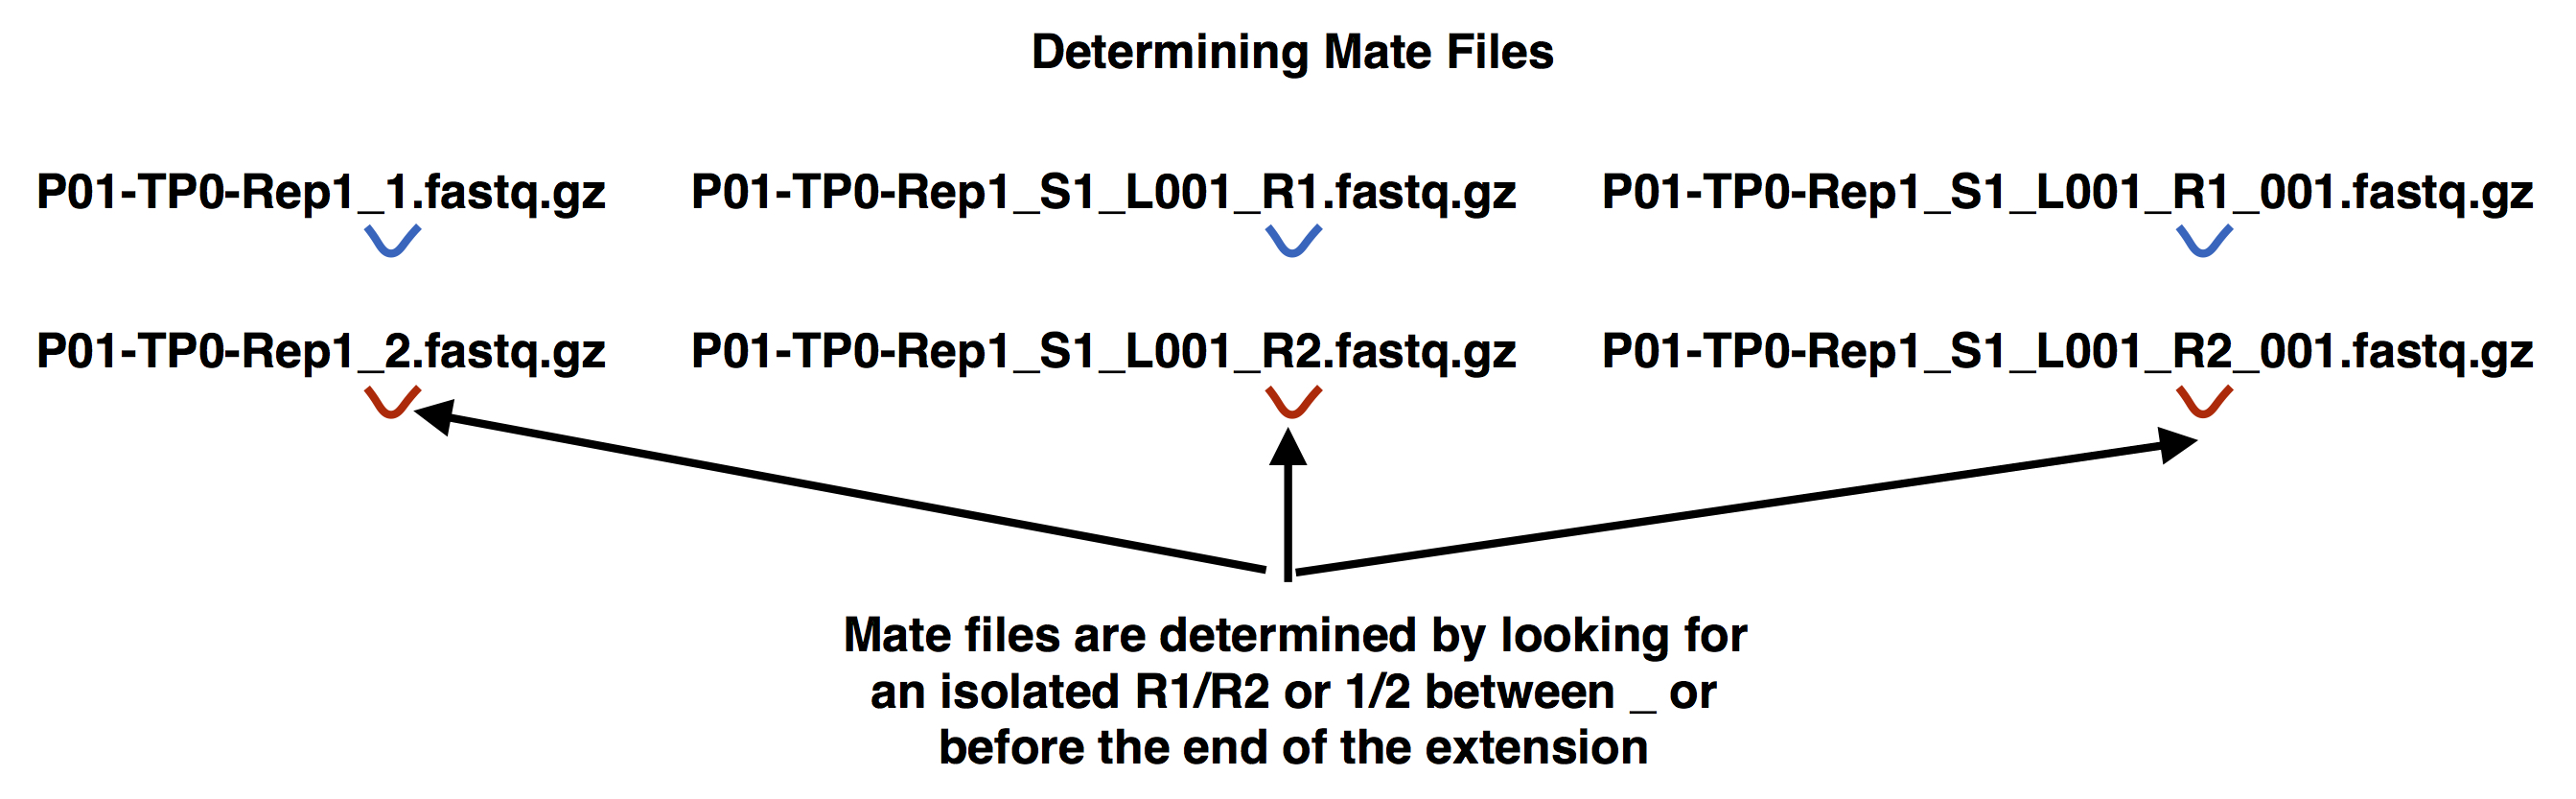 Determining Mate Files
P01-TP0-Rep1_1.fastq.gz P01-TP0-Rep1_S1_L001_R1.fastq.gz P01-TP0-Rep1_S1_L001_R1_001.fastq.gz
P01-TP0-Rep1_2.fastq.gz P01-TP0-Rep1_S1_L001_R2.fastq.gz P01-TP0-Rep1_S1_L001_R2_001.fastq.gz
Mate files are determined by looking for
an isolated R1/R2 or 1/2 between _ or
before the end of the extension